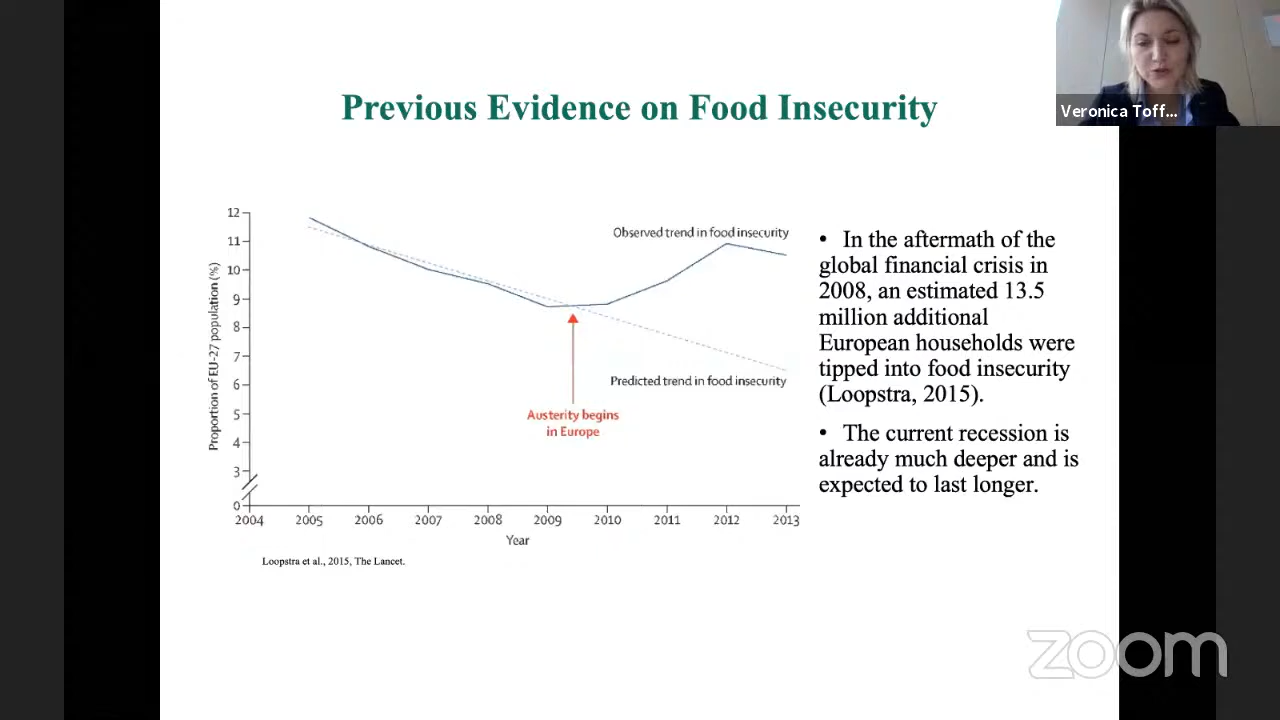 Previous Evidence on Food Insecurity
Veronica Toff...
12
11
10
9
8
7
6
5
4
3
0
Proportion of EU-27 population (%)
Observed trend in food insecurity
Predicted trend in food insecurity
Austerity begins
in Europe
2004 2005 2006 2007 2008 2009 2010 2011 2012 2013
Year
Loopstra et al., 2015, The Lancet.
• In the aftermath of the
global financial crisis in
2008, an estimated 13.5
million additional
European households were
tipped into food insecurity
(Loopstra, 2015).
• The current recession is
already much deeper and is
expected to last longer.
zoom